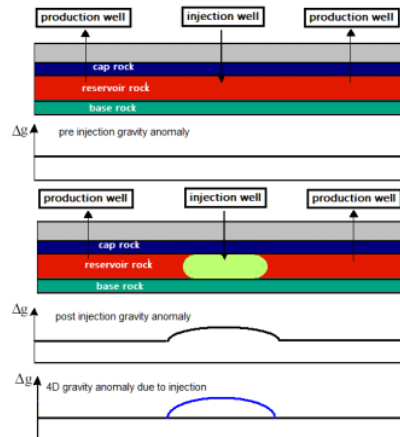 production well injection well production well
cap rock
reservoir rock
base rock
Δg
pre injection gravity anomaly
production well injection well production well
cap rock
reservoir rock
base rock
Δg
post injection gravity anomaly
Δg
4D gravity anomaly due to injection